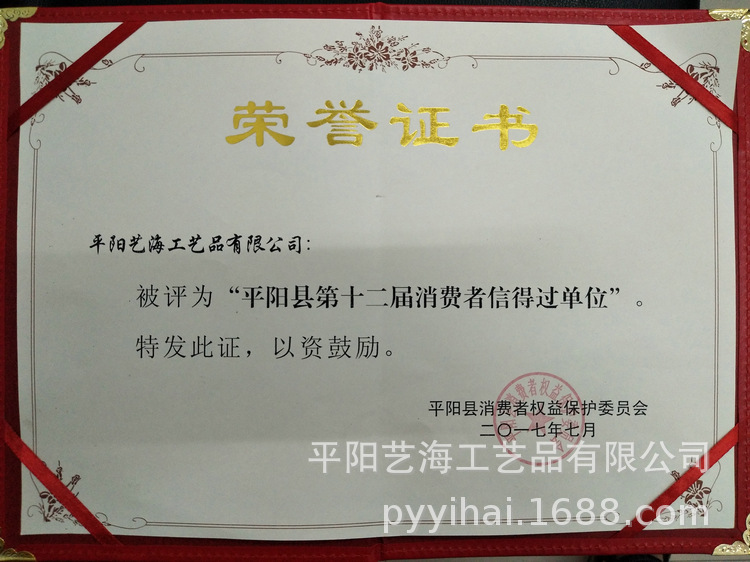 荣誉证书
平阳艺海工艺品有限公司：
被评为“平阳县第十二届消费者信得过单位”。
特发此证，以资鼓励。
平阳县消费者权益保护委员会
二〇一七年七月
平阳艺海工艺品有限公司
pyyihai.1688.com